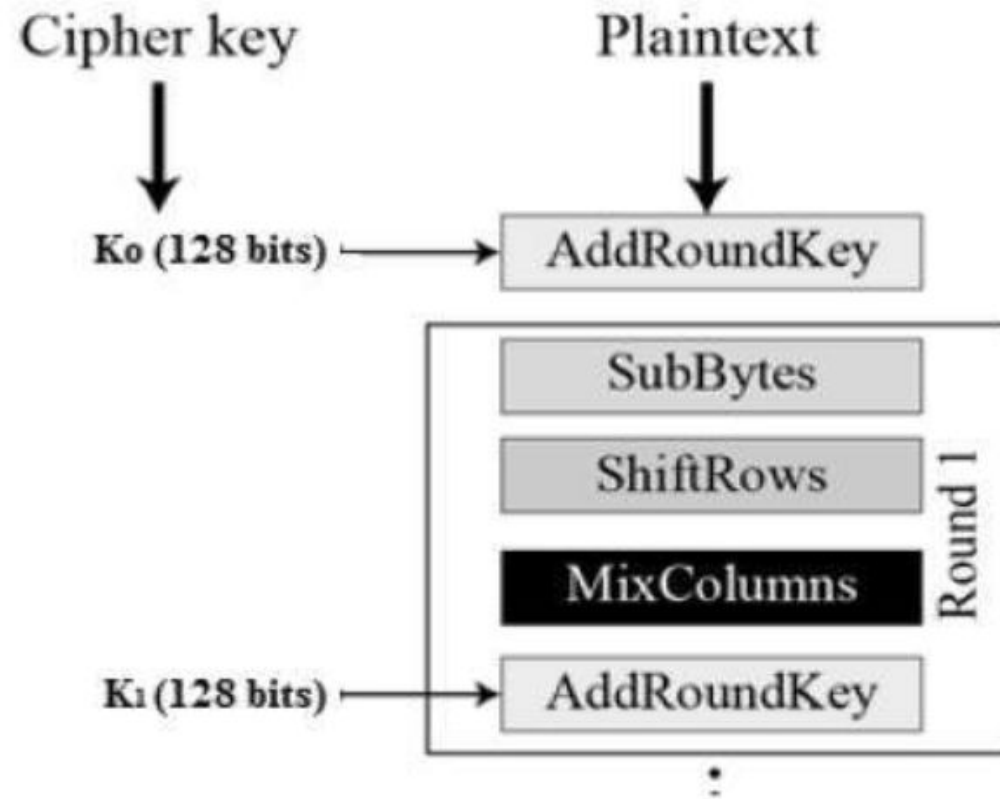 Cipher key
Plaintext
K0 (128 bits)
AddRoundKey
SubBytes
ShiftRows
MixColumns
Round 1
K1 (128 bits)
AddRoundKey